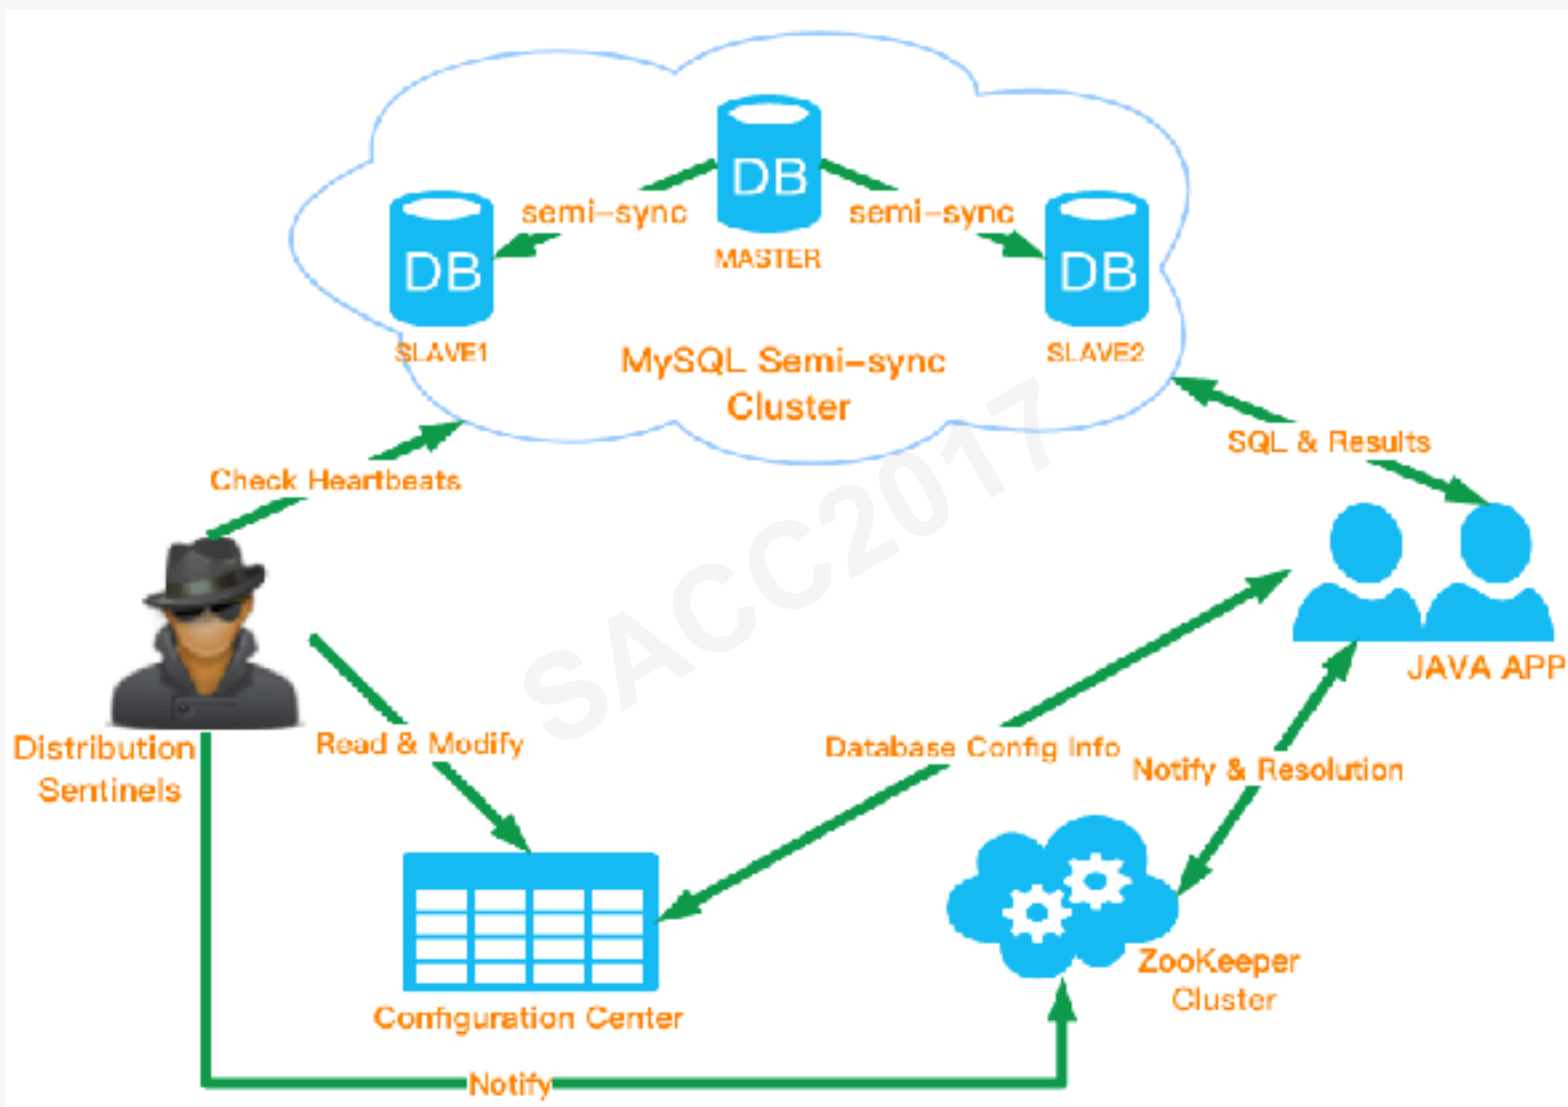 DB
semi-sync
semi-sync
DB
MASTER
DB
SLAVE1
MySQL Semi-sync
Cluster
SLAVE2
SQL & Results
Check Heartbeats
SACC2017
JAVA APP
Distribution
Sentinels
Read & Modify
Database Config Info
Notify & Resolution
ZooKeeper
Cluster
Configuration Center
Notify